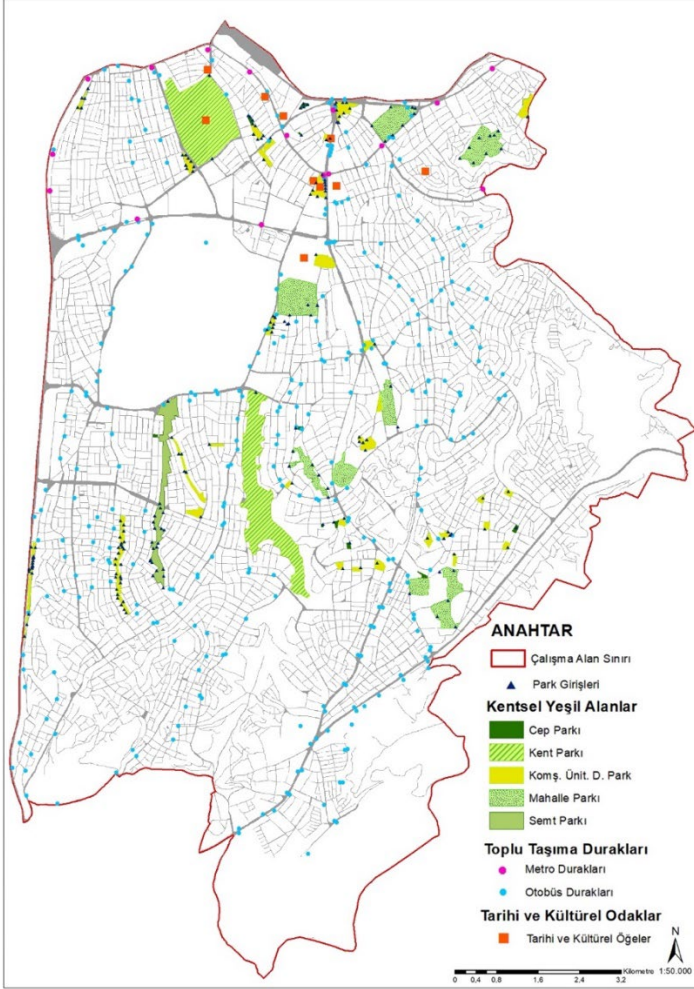 ANAHTAR
Çalışma Alan Sınırı
Park Girişleri
Kentsel Yeşil Alanlar
Cep Parkı
Kent Parkı
Komş. Ünit. D. Park
Mahalle Parkı
Semt Parkı
Toplu Taşıma Durakları
Metro Durakları
Otobüs Durakları
Tarihi ve Kültürel Odaklar
Tarihi ve Kültürel Öğeler
N
Kilometre 1:50.000
0 0,4 0,8 1,6 2,4 3,2